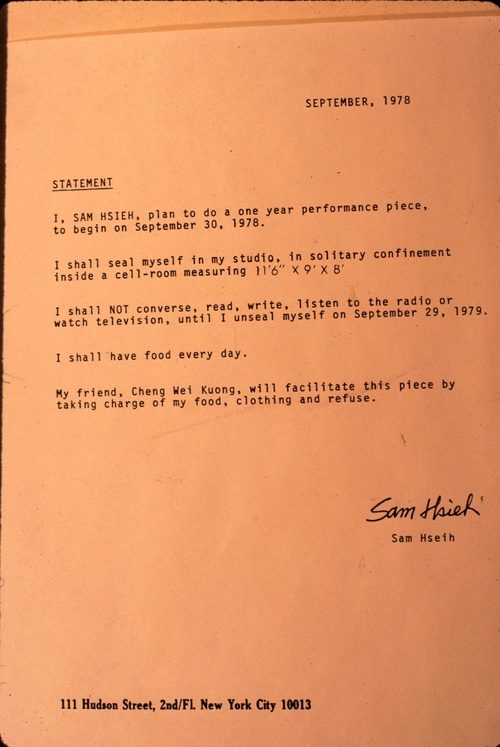 SEPTEMBER, 1978
STATEMENT
I, SAM HSIEH, plan to do a one year performance piece,
to begin on September 30, 1978.
I shall seal myself in my studio, in solitary confinement
inside a cell-room measuring 11'6" X 9' X 8'
I shall NOT converse, read, write, listen to the radio or
watch television, until I unseal myself on September 29, 1979.
I shall have food every day.
My friend, Cheng Wei Kuong, will facilitate this piece by
taking charge of my food, clothing and refuse.
Sam Hsieh
Sam Hseih
111 Hudson Street, 2nd/Fl. New York City 10013